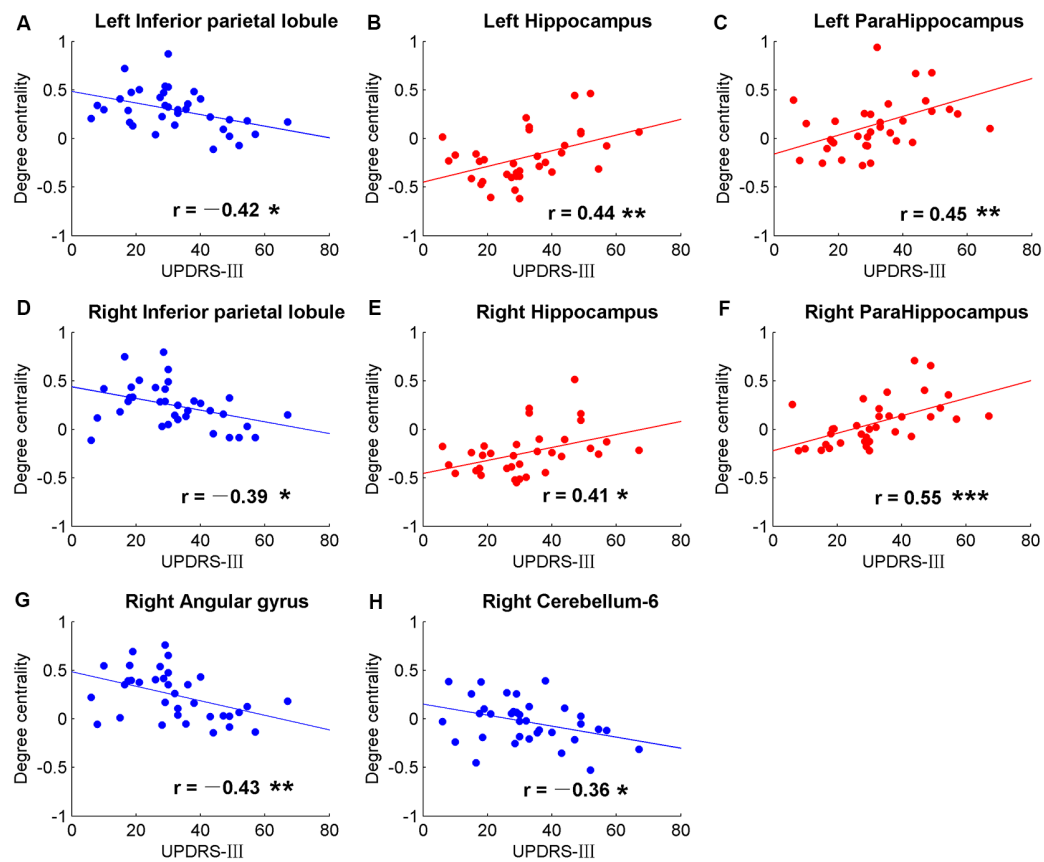 A Left Inferior parietal lobule
1
0.5
0
-0.5
-1
Degree centrality
r = −0.42 *
0 20 40 60 80
UPDRS-III
B Left Hippocampus
1
0.5
0
-0.5
-1
Degree centrality
r = 0.44 **
0 20 40 60 80
UPDRS-III
C Left ParaHippocampus
1
0.5
0
-0.5
-1
Degree centrality
r = 0.45 **
0 20 40 60 80
UPDRS-III
D Right Inferior parietal lobule
1
0.5
0
-0.5
-1
Degree centrality
r = −0.39 *
0 20 40 60 80
UPDRS-III
E Right Hippocampus
1
0.5
0
-0.5
-1
Degree centrality
r = 0.41 *
0 20 40 60 80
UPDRS-III
F Right ParaHippocampus
1
0.5
0
-0.5
-1
Degree centrality
r = 0.55 ***
0 20 40 60 80
UPDRS-III
G Right Angular gyrus
1
0.5
0
-0.5
-1
Degree centrality
r = −0.43 **
0 20 40 60 80
UPDRS-III
H Right Cerebellum-6
1
0.5
0
-0.5
-1
Degree centrality
r = −0.36 *
0 20 40 60 80
UPDRS-III